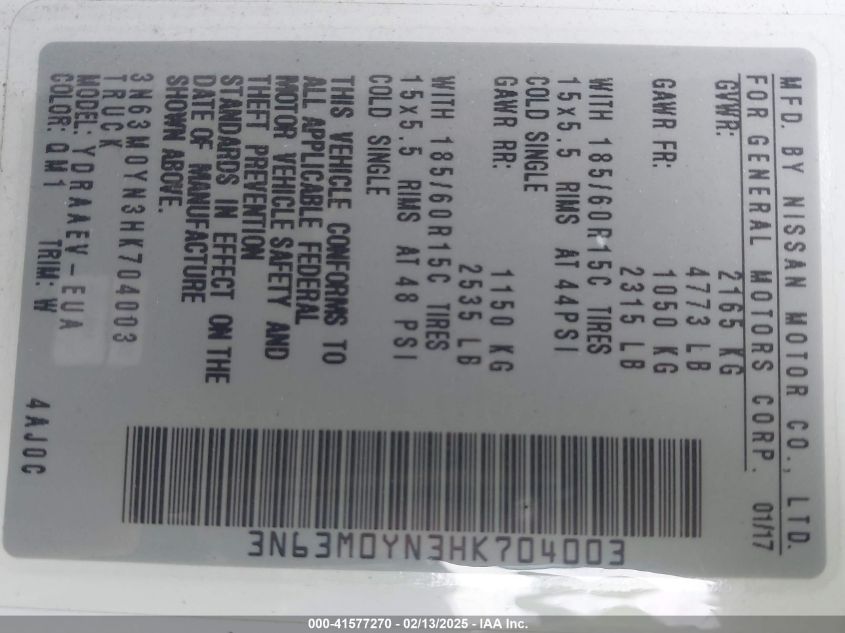 MFD. BY NISSAN MOTOR CO., LTD.
FOR GENERAL MOTORS CORP. 01/17
GVWR: 2165 KG
4773 LB
GAWR FR: 1050 KG
2315 LB
WITH 185/60R15C TIRES
15x5.5 RIMS AT 44PSI
COLD SINGLE
GAWR RR: 1150 KG
2535 LB
WITH 185/60R15C TIRES
15x5.5 RIMS AT 48 PSI
COLD SINGLE
THIS VEHICLE CONFORMS TO
ALL APPLICABLE FEDERAL
MOTOR VEHICLE SAFETY AND
THEFT PREVENTION
STANDARDS IN EFFECT ON THE
DATE OF MANUFACTURE
SHOWN ABOVE.
3N63M0YN3HK704003
TRUCK
MODEL: YDRAAEV-EUA
COLOR: QM1 TRIM: W 4AJ0C
3N63M0YN3HK704003
000-41577270 - 02/13/2025 - IAA Inc.